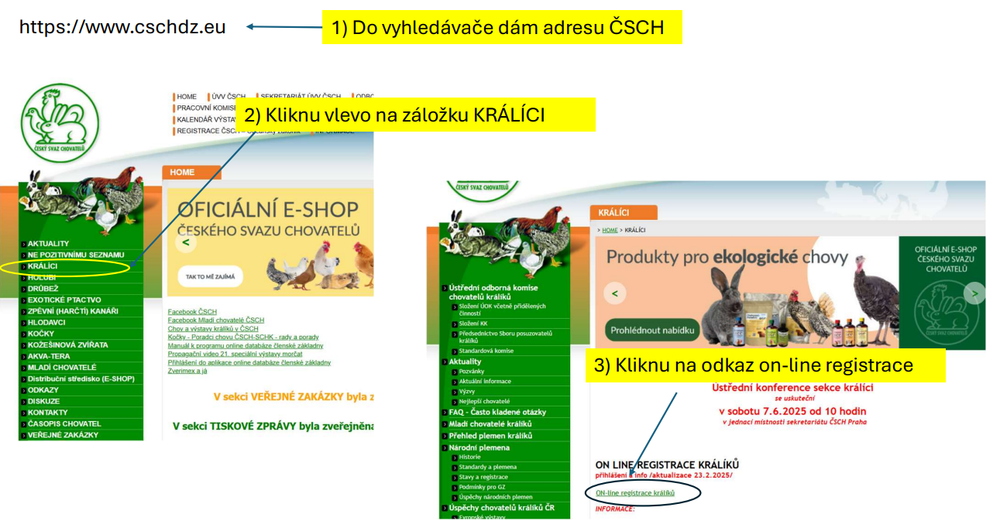 https://www.cschdz.eu
1) Do vyhledávače dám adresu ČSCH
ČESKÝ SVAZ CHOVATELŮ
HOME ÚVV ČSCH SEKRETARIÁT ÚVV ČSCH
PRACOVNÍ KOMISE
KALENDÁŘ
REGISTRACE ČSCH – Občanský zákoník INFORMACE
2) Kliknu vlevo na záložku KRÁLÍCI
HOME
OFICIÁLNÍ E-SHOP
ČESKÉHO SVAZU CHOVATELŮ
<
TAK TO MĚ ZAJÍMÁ
AKTUALITY
NE POZITIVNÍMU SEZNAMU
KRÁLÍCI
HOLUBI
DRŮBEŽ
EXOTICKÉ PTACTVO
ZPĚVNÍ (HARČTÍ) KANÁŘI
HLODAVCI
KOČKY
KOŽEŠINOVÁ ZVÍŘATA
AKVA-TERA
MLADÍ CHOVATELÉ
Distribuční středisko (E-SHOP)
ODKAZY
DISKUZE
KONTAKTY
ČASOPIS CHOVATEL
VEŘEJNÉ ZAKÁZKY
Facebook ČSCH
Facebook Mladí chovatelé ČSCH
Chov a výstavy králíků v ČSCH
Kočky - Poradci chovu ČSCH-SCHK - rady a porady
Manuál k programu online databáze členské základny
Propagační video 21. speciální výstavy morčat
Přihlášení do aplikace online databáze členské základny
Zverimex a já
V sekci VEŘEJNÉ ZAKÁZKY byla z
V sekci TISKOVÉ ZPRÁVY byla zveřejněna
ČESKÝ SVAZ CHOVATELŮ
KRÁLÍCI
> HOME > KRÁLÍCI
Produkty pro ekologické chovy
<
Prohlédnout nabídku
OFICIÁLNÍ E-SHOP
ČESKÉHO SVAZU
CHOVATELŮ
>
ČESKÝ SVAZ CHOVATELŮ
Ústřední odborná komise
chovatelů králíků
Složení ÚOK včetně přidělených
činností
Složení KK
Předsednictvo Sboru posuzovatelů
králíků
Standardová komise
Aktuality
Pozvánky
Aktuální informace
Výzvy
Nejlepší chovatelé
FAQ - Často kladené otázky
Mladí chovatelé králíků
Přehled plemen králíků
Národní plemena
Historie
Standardy a plemena
Stavy a registrace
Podmínky pro GZ
Úspěchy národních plemen
Úspěchy chovatelů králíků ČR
Evropské výstavy
3) Kliknu na odkaz on-line registrace
Ústřední konference sekce králíci
se uskuteční
v sobotu 7.6.2025 od 10 hodin
v jednací místnosti sekretariátu ČSCH Praha
ON LINE REGISTRACE KRÁLÍKŮ
přihlášení a info /aktualizace 23.2.2025/
ON-line registrace králíků
INFORMACE: